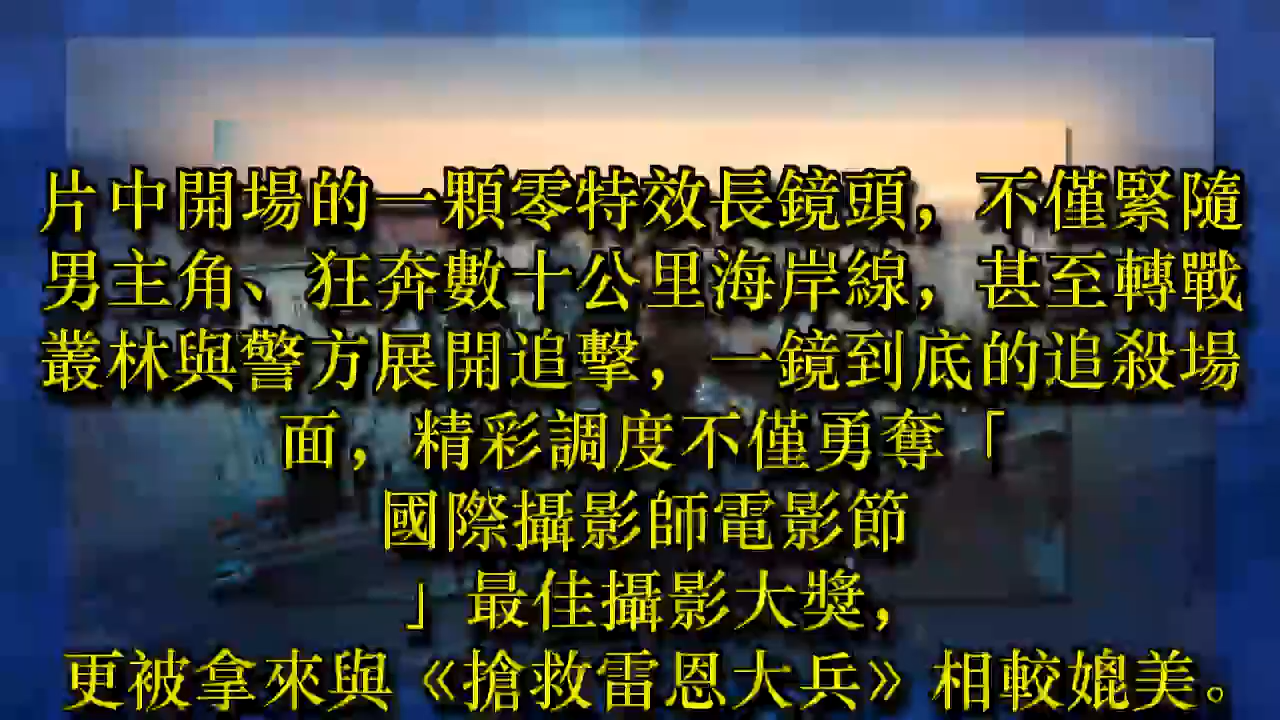 片中開場的一顆零特效長鏡頭，不僅緊隨
男主角、狂奔數十公里海岸線，甚至轉戰
叢林與警方展開追擊，一鏡到底的追殺場
面，精彩調度不僅勇奪「
國際攝影師電影節
」最佳攝影大獎，
更被拿來與《搶救雷恩大兵》相較媲美。